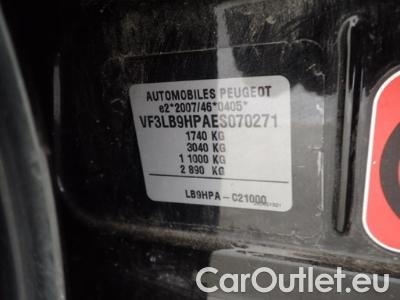 AUTOMOBILES PEUGEOT
e2*2007/46*0405*
VF3LB9HPAES070271
1740 KG
3040 KG
1 1000 KG
2 890 KG
LB9HPA-C21000
CarOutlet.eu